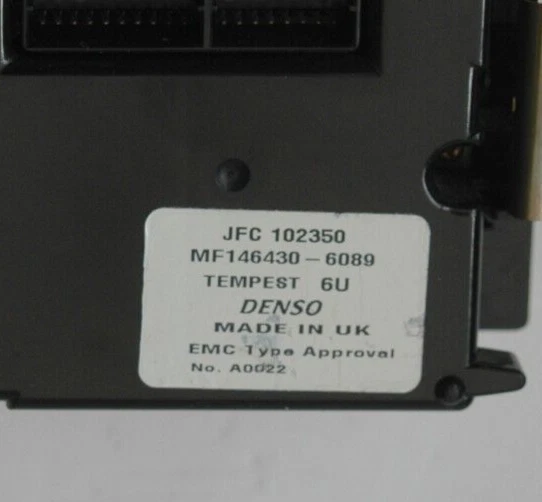 JFC 102350
MF146430-6089
TEMPEST 6U
DENSO
MADE IN UK
EMC Type Approval
No. A0022